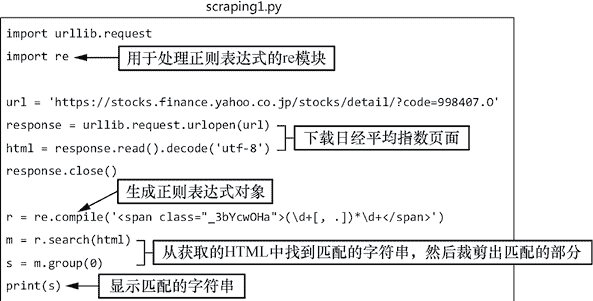 scraping1.py
import urllib.request
import re
用于处理正则表达式的re模块
url = 'https://stocks.finance.yahoo.co.jp/stocks/detail/?code=998407.O'
response = urllib.request.urlopen(url)
html = response.read().decode('utf-8')
下载日经平均指数页面
response.close()
生成正则表达式对象
r = re.compile('<span class="_3bYcwOHa">(\d+[, .])*\d+</span>')
m = r.search(html)
s = m.group(0)
从获取的HTML中找到匹配的字符串，然后裁剪出匹配的部分
print(s)
显示匹配的字符串